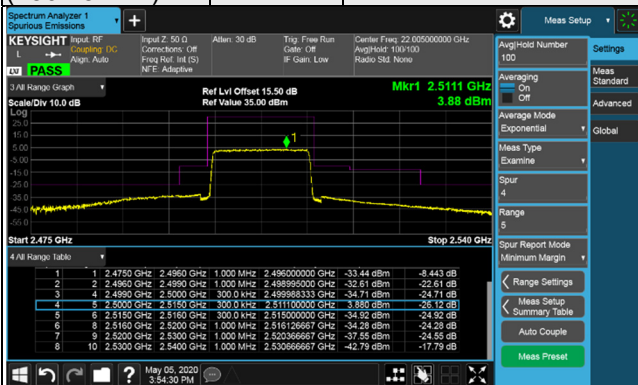 Spectrum Analyzer 1
Spurious Emissions
+
Meas Setup
KEYSIGHT Input: RF
Coupling: DC
Align: Auto
Input Z: 50 Ω
Corrections: Off
Freq Ref: Int (S)
NFE: Adaptive
Atten: 30 dB
Trig: Free Run
Gate: Off
IF Gain: Low
Center Freq: 22.005000000 GHz
Avg|Hold: 100/100
Radio Std: None
L
LXI PASS
3 All Range Graph
Ref Lvl Offset 15.50 dB
Ref Value 35.00 dBm
Mkr1 2.5111 GHz
3.88 dBm
Scale/Div 10.0 dB
Log
25.0
15.0
5.00
-5.00
-15.0
-25.0
-35.0
-45.0
-55.0
1
Start 2.475 GHz
Stop 2.540 GHz
4 All Range Table
1 1 2.4750 GHz 2.4960 GHz 1.000 MHz 2.496000000 GHz -33.44 dBm -8.443 dB
2 2 2.4960 GHz 2.4990 GHz 1.000 MHz 2.498995000 GHz -32.61 dBm -22.61 dB
3 4 2.4990 GHz 2.5000 GHz 300.0 kHz 2.499988333 GHz -34.71 dBm -24.71 dB
4 5 2.5000 GHz 2.5150 GHz 300.0 kHz 2.511100000 GHz 3.880 dBm -26.12 dB
5 6 2.5150 GHz 2.5160 GHz 300.0 kHz 2.515000000 GHz -34.92 dBm -24.92 dB
6 8 2.5160 GHz 2.5200 GHz 1.000 MHz 2.516126667 GHz -34.28 dBm -24.28 dB
7 9 2.5200 GHz 2.5300 GHz 1.000 MHz 2.520366667 GHz -37.55 dBm -24.55 dB
8 10 2.5300 GHz 2.5400 GHz 1.000 MHz 2.530666667 GHz -42.79 dBm -17.79 dB
?
May 05, 2020
3:54:30 PM
Avg|Hold Number
100
Averaging
On
Off
Average Mode
Exponential
Meas Type
Examine
Spur
4
Range
5
Spur Report Mode
Minimum Margin
Range Settings
Meas Setup
Summary Table
Auto Couple
Meas Preset
Settings
Meas
Standard
Advanced
Global